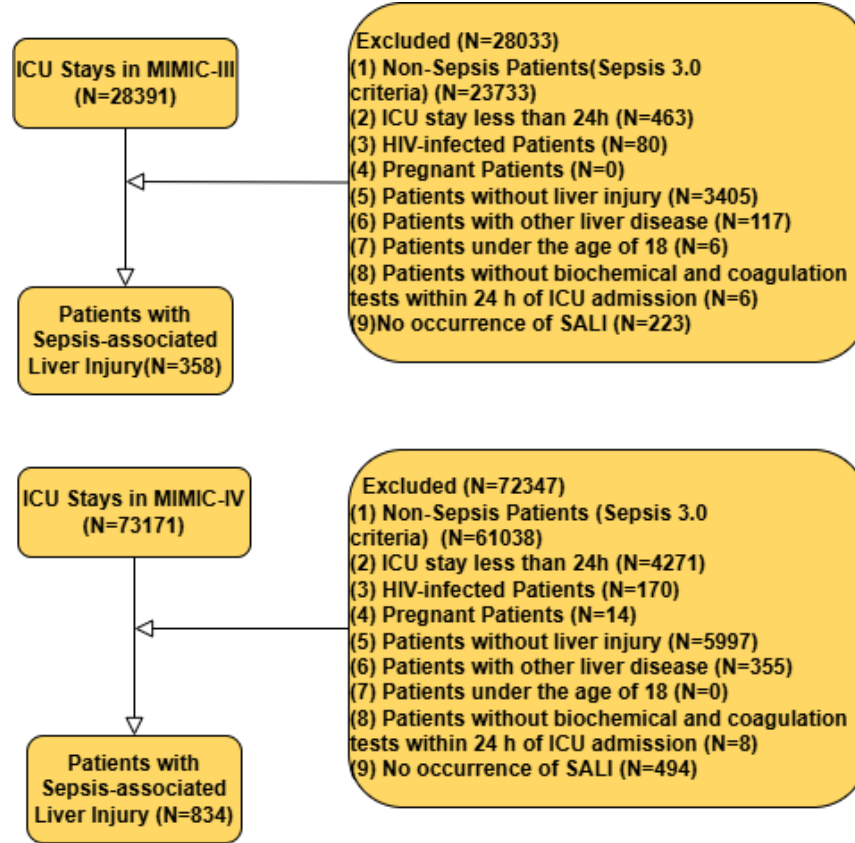 ICU Stays in MIMIC-III
(N=28391)
Excluded (N=28033)
(1) Non-Sepsis Patients(Sepsis 3.0
criteria) (N=23733)
(2) ICU stay less than 24h (N=463)
(3) HIV-infected Patients (N=80)
(4) Pregnant Patients (N=0)
(5) Patients without liver injury (N=3405)
(6) Patients with other liver disease (N=117)
(7) Patients under the age of 18 (N=6)
(8) Patients without biochemical and coagulation
tests within 24 h of ICU admission (N=6)
(9)No occurrence of SALI (N=223)
Patients with
Sepsis-associated
Liver Injury(N=358)
ICU Stays in MIMIC-IV
(N=73171)
Excluded (N=72347)
(1) Non-Sepsis Patients (Sepsis 3.0
criteria) (N=61038)
(2) ICU stay less than 24h (N=4271)
(3) HIV-infected Patients (N=170)
(4) Pregnant Patients (N=14)
(5) Patients without liver injury (N=5997)
(6) Patients with other liver disease (N=355)
(7) Patients under the age of 18 (N=0)
(8) Patients without biochemical and coagulation
tests within 24 h of ICU admission (N=8)
(9) No occurrence of SALI (N=494)
Patients with
Sepsis-associated
Liver Injury (N=834)